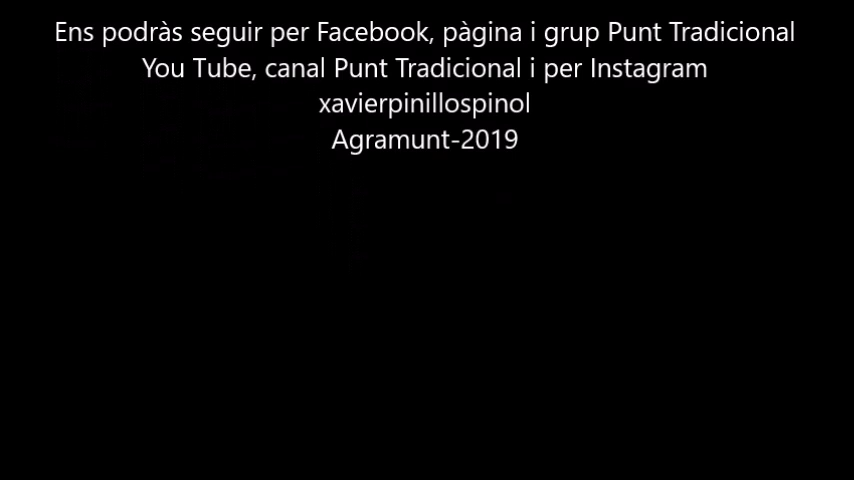 Ens podràs seguir per Facebook, pàgina i grup Punt Tradicional
You Tube, canal Punt Tradicional i per Instagram
xavierpinillospinol
Agramunt-2019